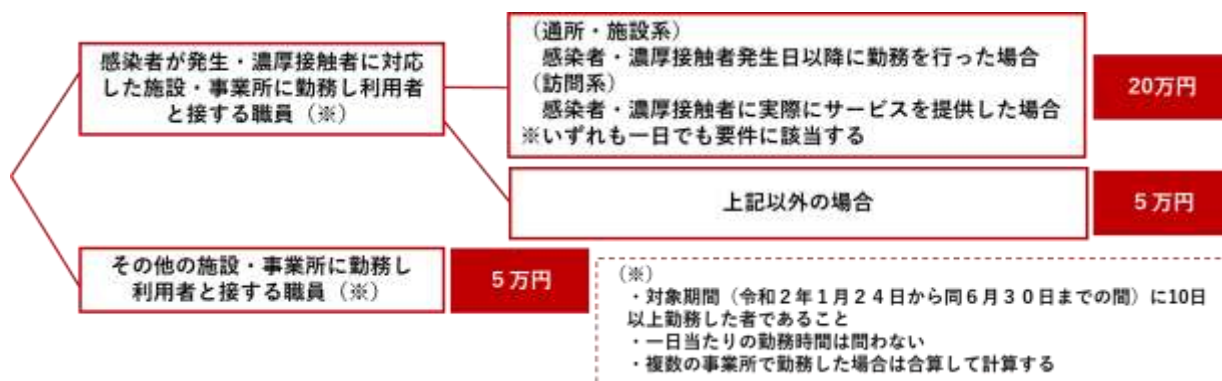 感染者が発生・濃厚接触者に対応
した施設・事業所に勤務し利用者
と接する職員（※）
（通所・施設系）
感染者・濃厚接触者発生日以降に勤務を行った場合
（訪問系）
感染者・濃厚接触者に実際にサービスを提供した場合
※いずれも一日でも要件に該当する
20万円
上記以外の場合
５万円
その他の施設・事業所に勤務し
利用者と接する職員（※）
５万円
（※）
・対象期間（令和２年１月２４日から同６月３０日までの間）に10日
以上勤務した者であること
・一日当たりの勤務時間は問わない
・複数の事業所で勤務した場合は合算して計算する